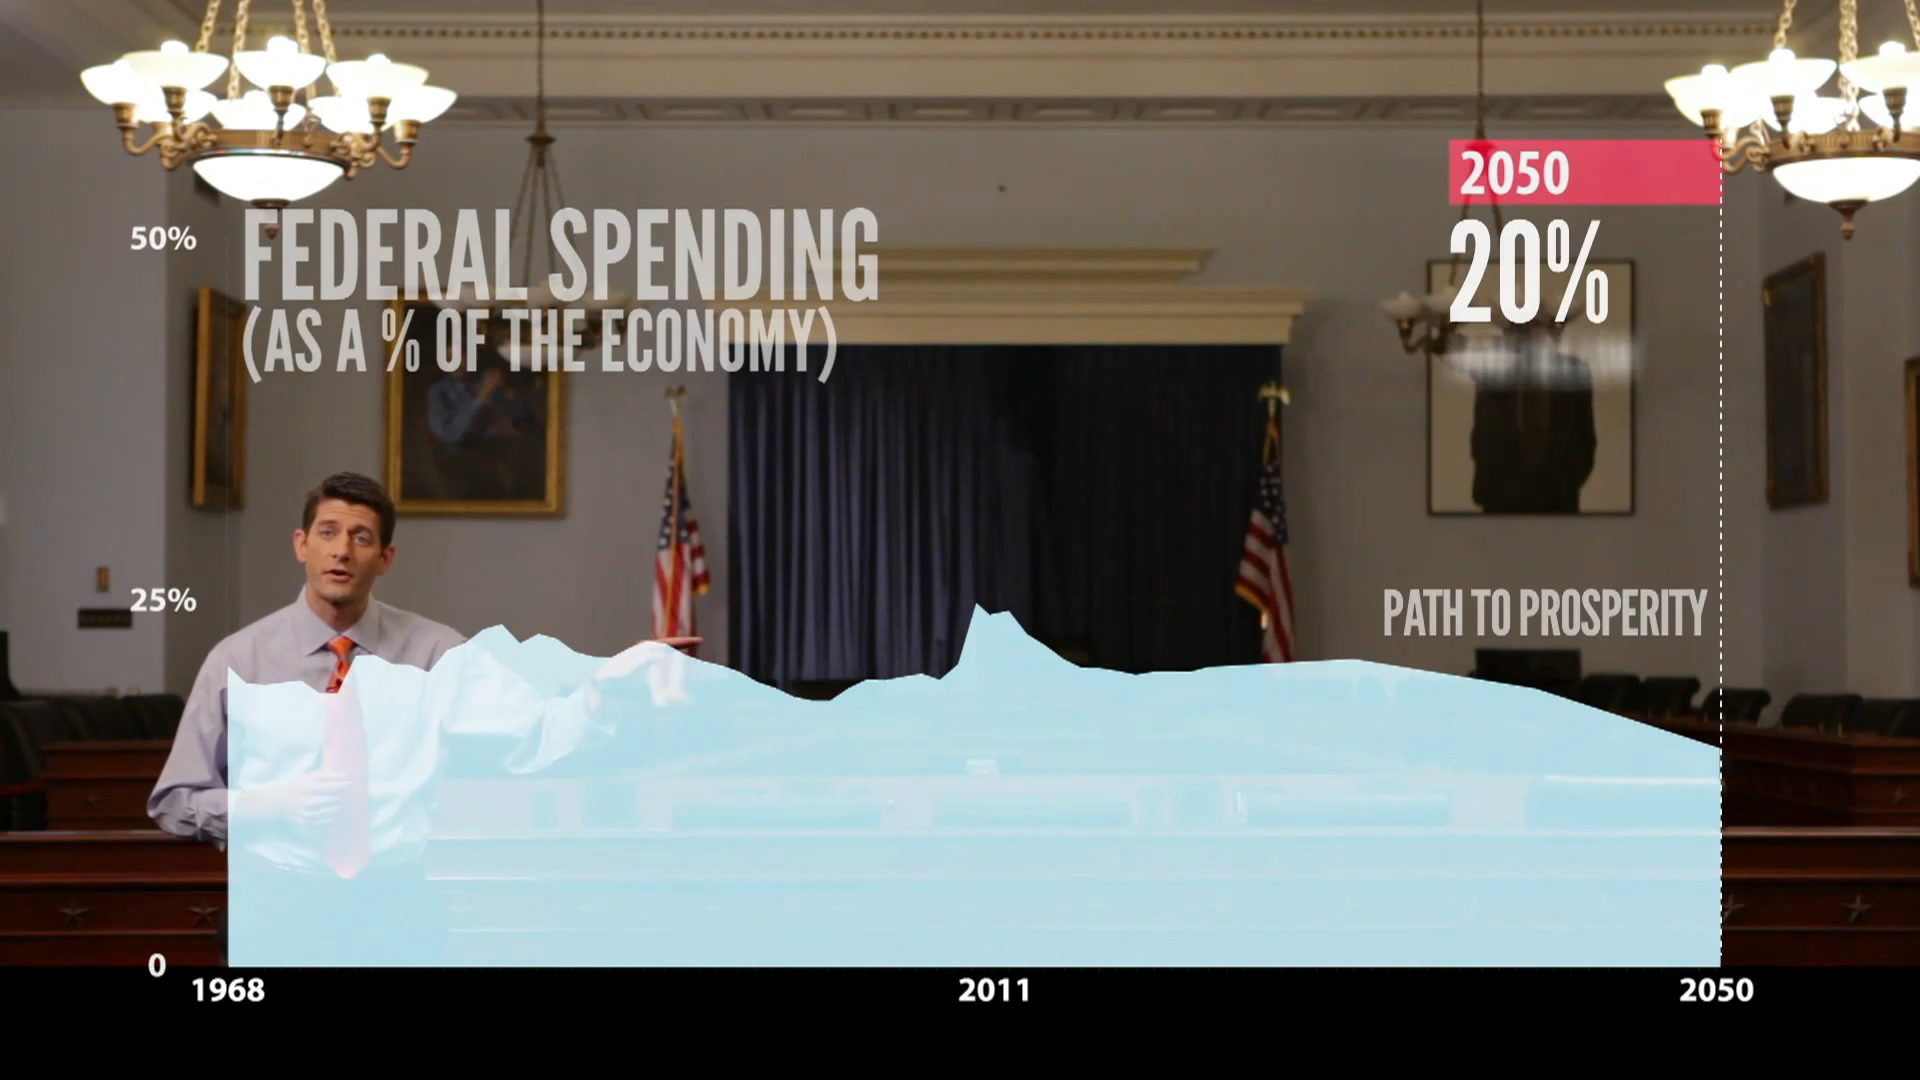 2050
20%
50%
FEDERAL SPENDING
(AS A % OF THE ECONOMY)
25%
PATH TO PROSPERITY
0
1968
2011
2050